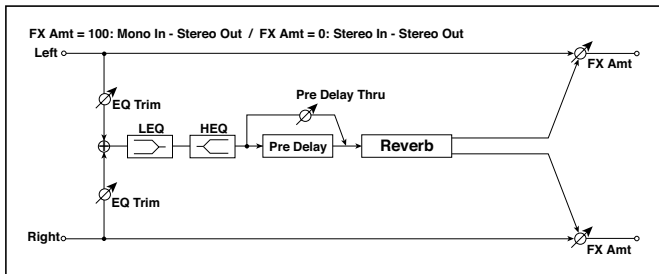 FX Amt = 100: Mono In - Stereo Out / FX Amt = 0: Stereo In - Stereo Out
Left
FX Amt
Pre Delay Thru
EQ Trim
LEQ
HEQ
Pre Delay
Reverb
EQ Trim
Right
FX Amt